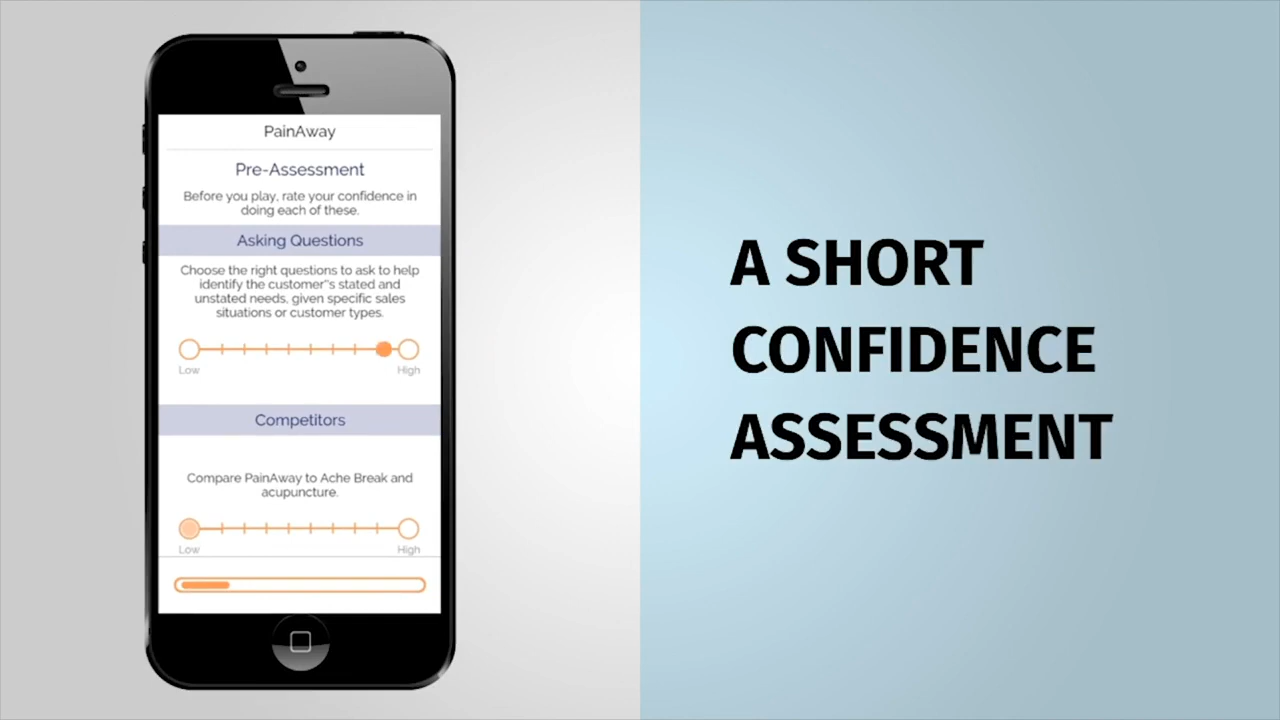 PainAway
Pre-Assessment
Before you play, rate your confidence in
doing each of these.
Asking Questions
Choose the right questions to ask to help
identify the customer"s stated and
unstated needs, given specific sales
situations or customer types.
Low High
Competitors
Compare PainAway to Ache Break and
acupuncture.
Low High
A SHORT
CONFIDENCE
ASSESSMENT